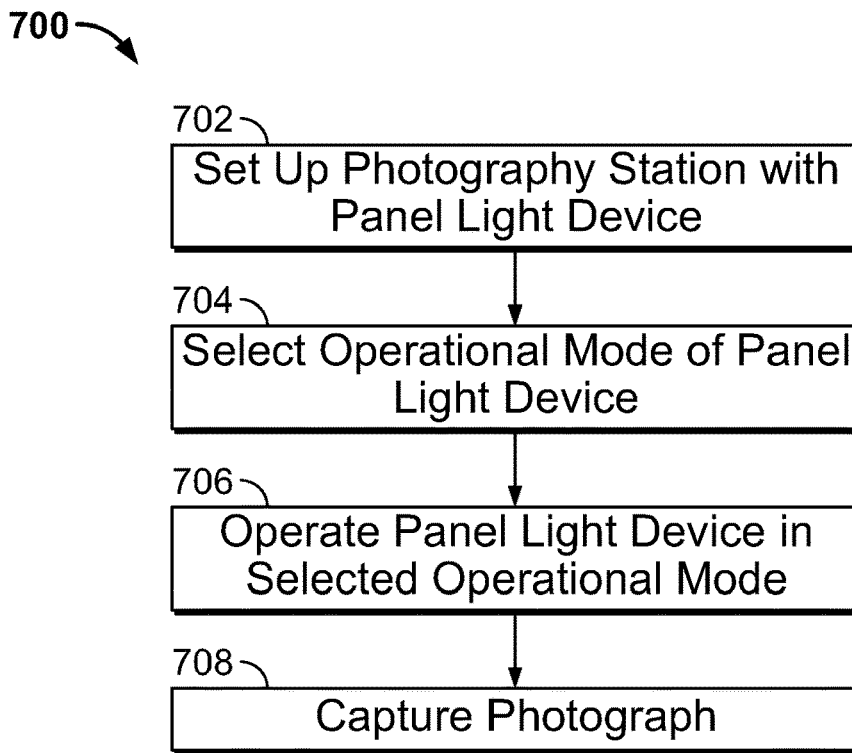 700
702
Set Up Photography Station with
Panel Light Device
704
Select Operational Mode of Panel
Light Device
706
Operate Panel Light Device in
Selected Operational Mode
708
Capture Photograph